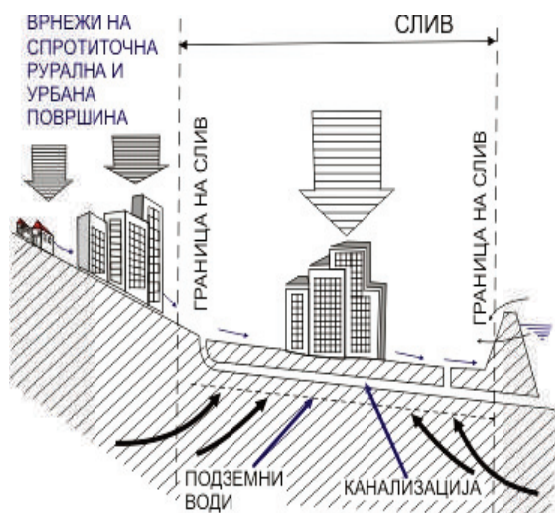 ВРНЕЖИ НА
СПРОТИТОЧНА
РУРАЛНА И
УРБАНА
ПОВРШИНА
СЛИВ
ГРАНИЦА НА СЛИВ
ГРАНИЦА НА СЛИВ
ПОДЗЕМНИ
ВОДИ
КАНАЛИЗАЦИЈА